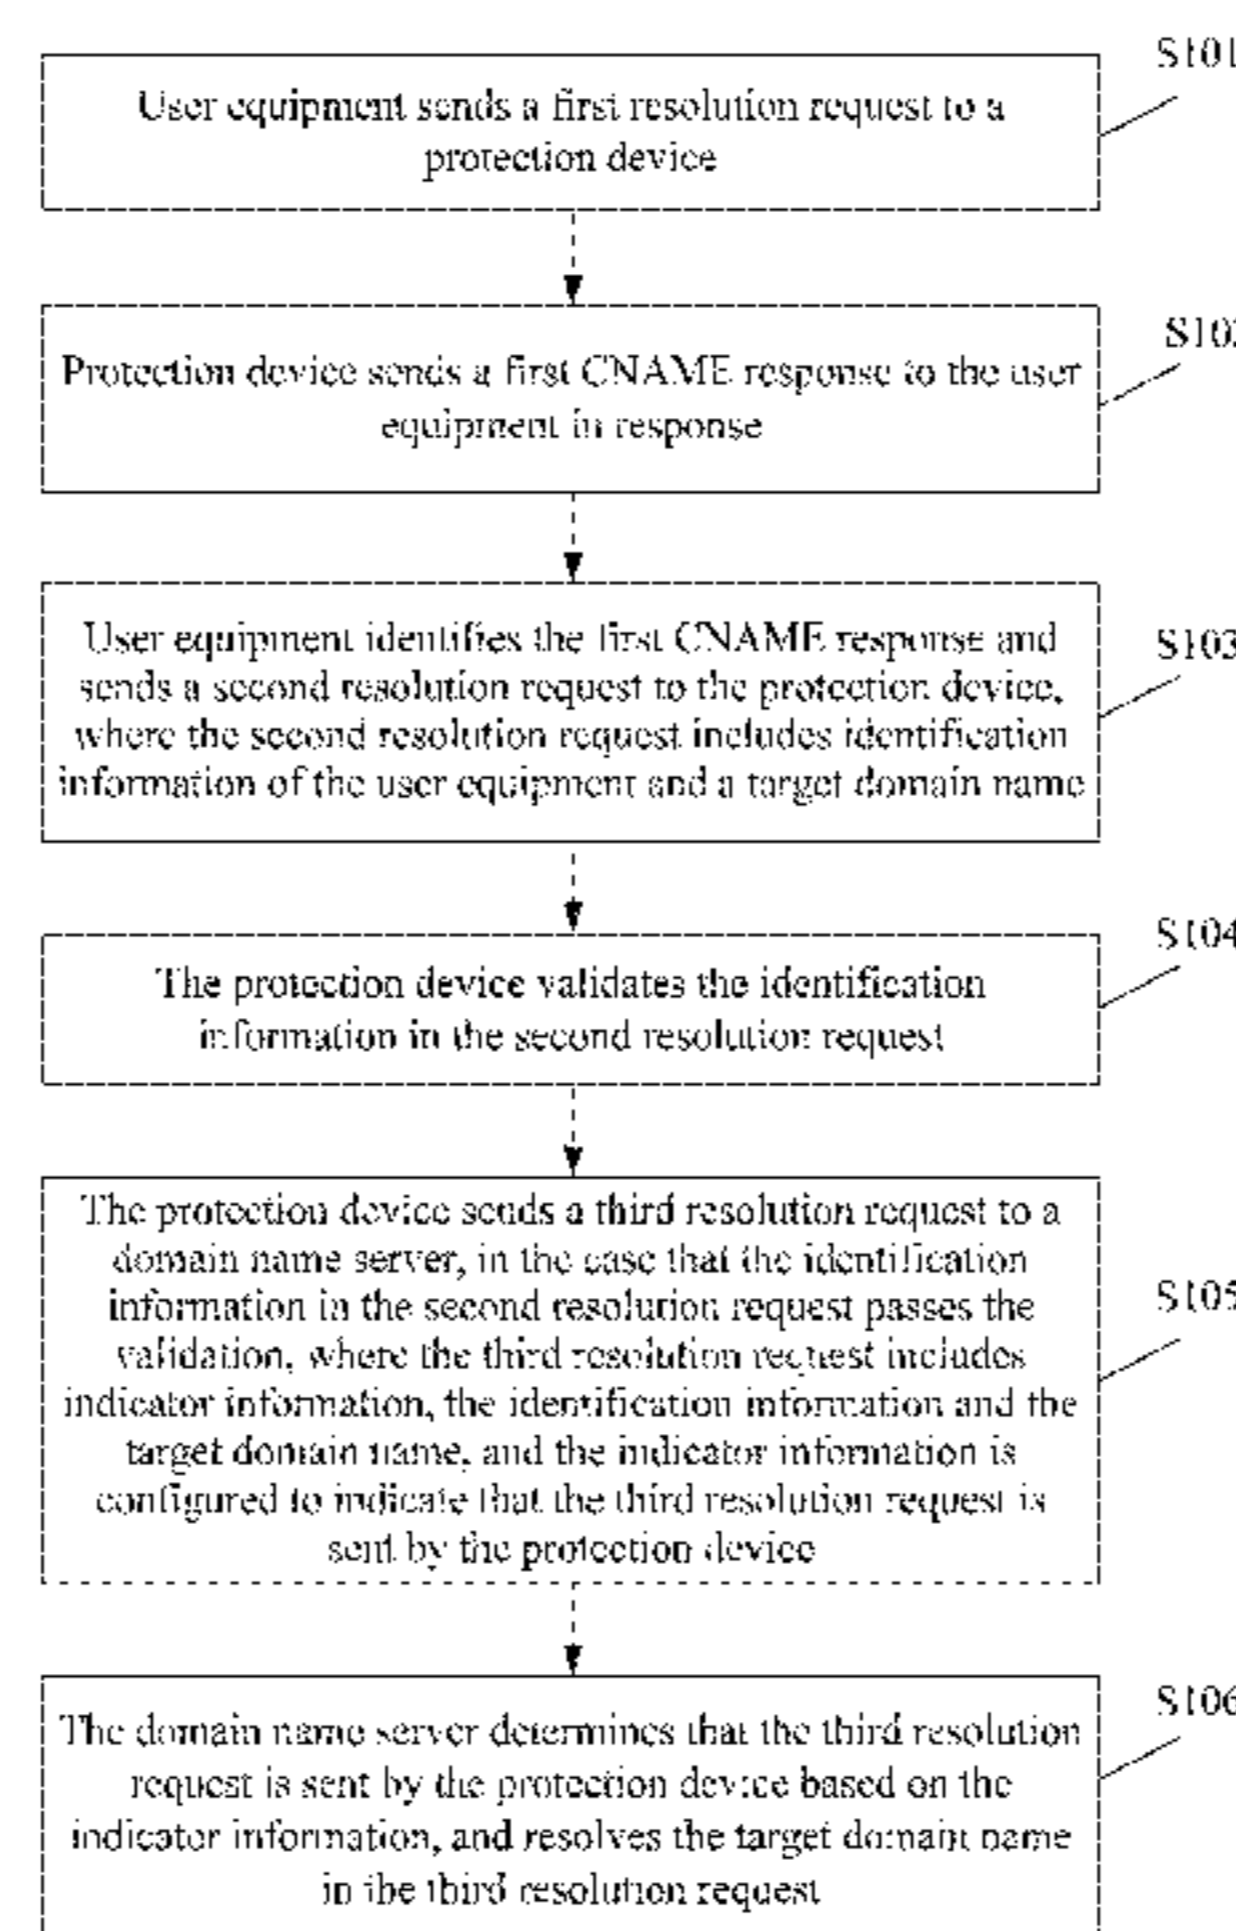 S101
User equipment sends a first resolution request to a
protection device
S102
Protection device sends a first CNAME response to the user
equipment in response
S103
User equipment identifies the first CNAME response and
sends a second resolution request to the protection device,
where the second resolution request includes identification
information of the user equipment and a target domain name
S104
The protection device validates the identification
information in the second resolution request
S105
The protection device sends a third resolution request to a
domain name server, in the case that the identification
information in the second resolution request passes the
validation, where the third resolution request includes
indicator information, the identification information and the
target domain name, and the indicator information is
configured to indicate that the third resolution request is
sent by the protection device
S106
The domain name server determines that the third resolution
request is sent by the protection device based on the
indicator information, and resolves the target domain name
in the third resolution request